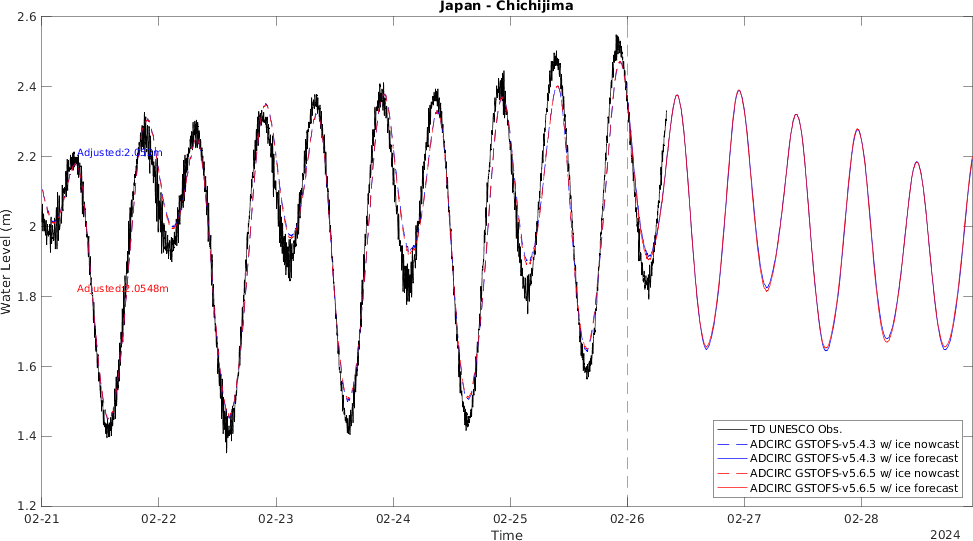 Japan - Chichijima
2.6
2.4
2.2
2
1.8
1.6
1.4
1.2
Water Level (m)
Adjusted:2.0548m
02-21
02-22
02-23
02-24
02-25
02-26
02-27
02-28
Time
2024
TD UNESCO Obs.
ADCIRC GSTOFS-v5.4.3 w/ ice nowcast
ADCIRC GSTOFS-v5.4.3 w/ ice forecast
ADCIRC GSTOFS-v5.6.5 w/ ice nowcast
ADCIRC GSTOFS-v5.6.5 w/ ice forecast